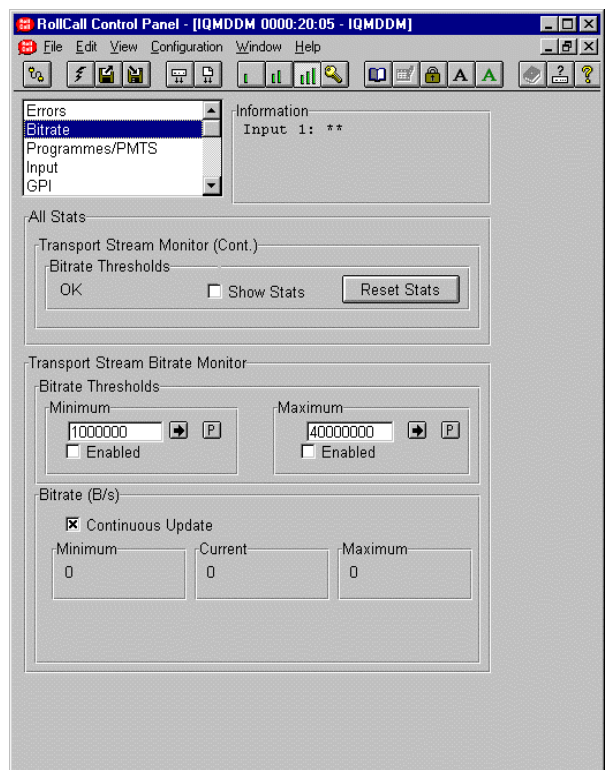 RollCall Control Panel - [IQMDDM 0000:20:05 - IQMDDM]
File Edit View Configuration Window Help
A A
Errors
Bitrate
Programmes/PMTS
Input
GPI
Information
Input 1: **
All Stats
Transport Stream Monitor (Cont.)
Bitrate Thresholds
OK Show Stats Reset Stats
Transport Stream Bitrate Monitor
Bitrate Thresholds
Minimum Maximum
1000000 P 40000000 P
Enabled Enabled
Bitrate (B/s)
Continuous Update
Minimum Current Maximum
0 0 0